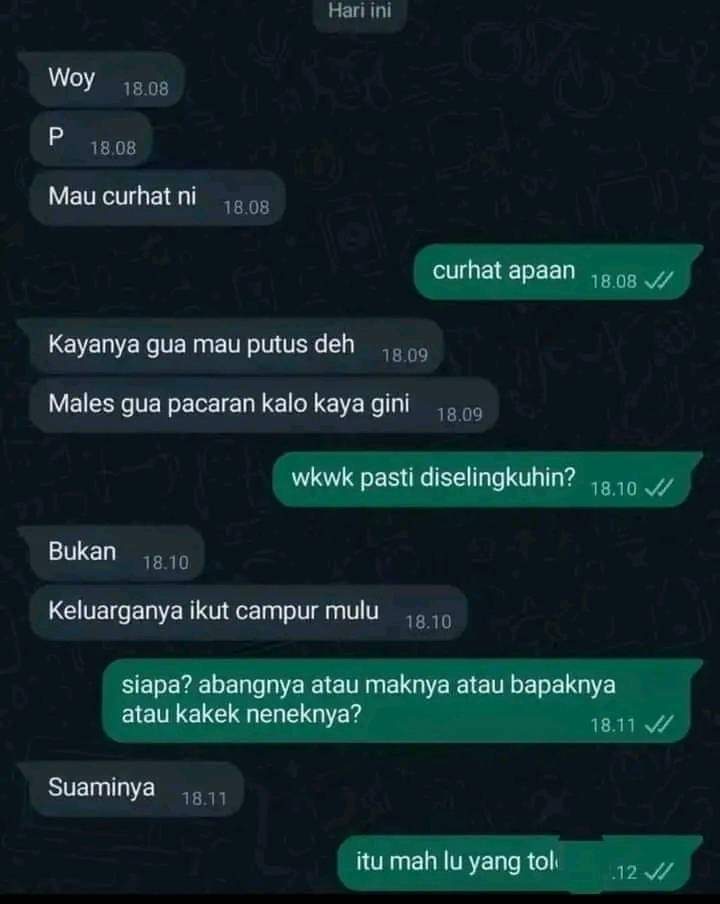 Hari ini
Woy 18.08
P 18.08
Mau curhat ni 18.08
curhat apaan 18.08
Kayanya gua mau putus deh 18.09
Males gua pacaran kalo kaya gini 18.09
wkwk pasti diselingkuhin? 18.10
Bukan 18.10
Keluarganya ikut campur mulu 18.10
siapa? abangnya atau maknya atau bapaknya
atau kakek neneknya? 18.11
Suaminya 18.11
itu mah lu yang .12